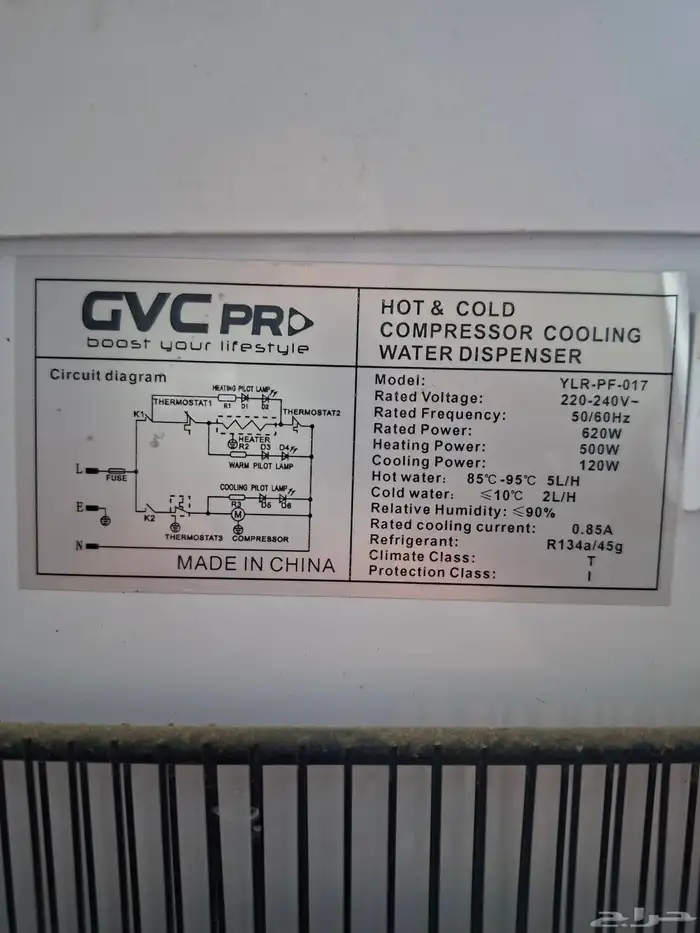 GVC PRO
boost your lifestyle
HOT & COLD
COMPRESSOR COOLING
WATER DISPENSER
Circuit diagram
HEATING PILOT LAMP
R1 D1 D2
THERMOSTAT1
THERMOSTAT2
K1
HEATER
R2 D3 D4
WARM PILOT LAMP
L
FUSE
COOLING PILOT LAMP
R3 D5 D6
E
M
K2
THERMOSTAT3 COMPRESSOR
N
MADE IN CHINA
Model: YLR-PF-017
Rated Voltage: 220-240V~
Rated Frequency: 50/60Hz
Rated Power: 620W
Heating Power: 500W
Cooling Power: 120W
Hot water: 85℃-95℃ 5L/H
Cold water: ≤10℃ 2L/H
Relative Humidity: ≤90%
Rated cooling current: 0.85A
Refrigerant: R134a/45g
Climate Class: T
Protection Class: I
حراج